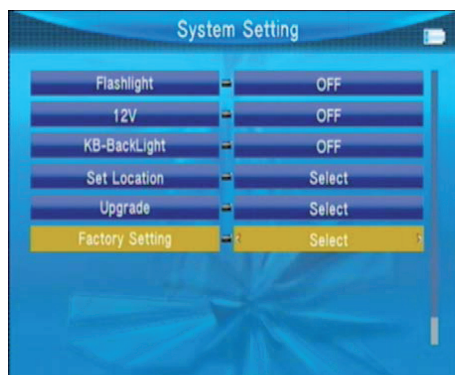 System Setting
Flashlight OFF
12V OFF
KB-BackLight OFF
Set Location Select
Upgrade Select
Factory Setting Select